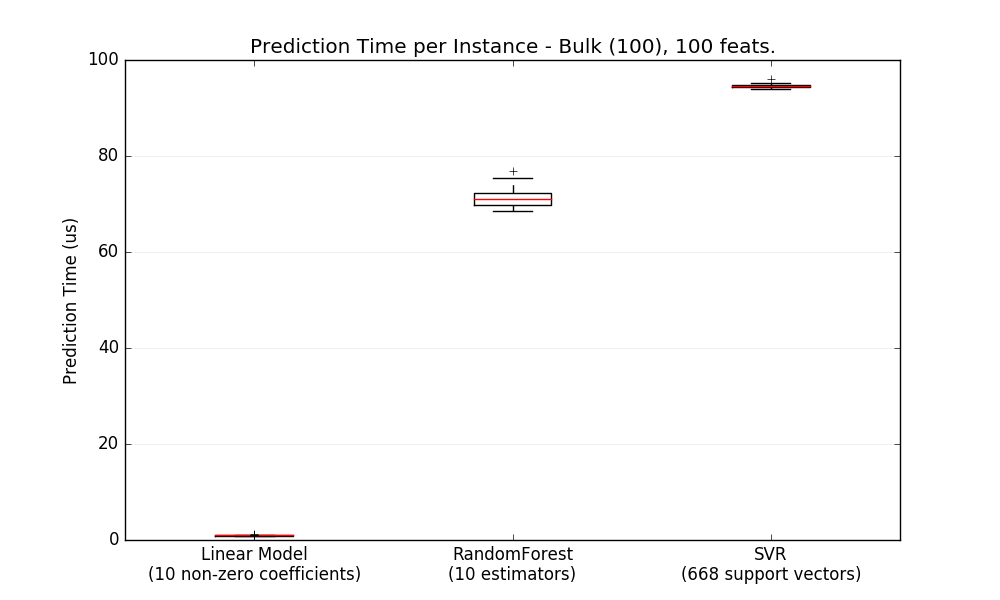 Prediction Time per Instance - Bulk (100), 100 feats.
100
80
60
40
20
0
Prediction Time (us)
Linear Model
(10 non-zero coefficients)
RandomForest
(10 estimators)
SVR
(668 support vectors)